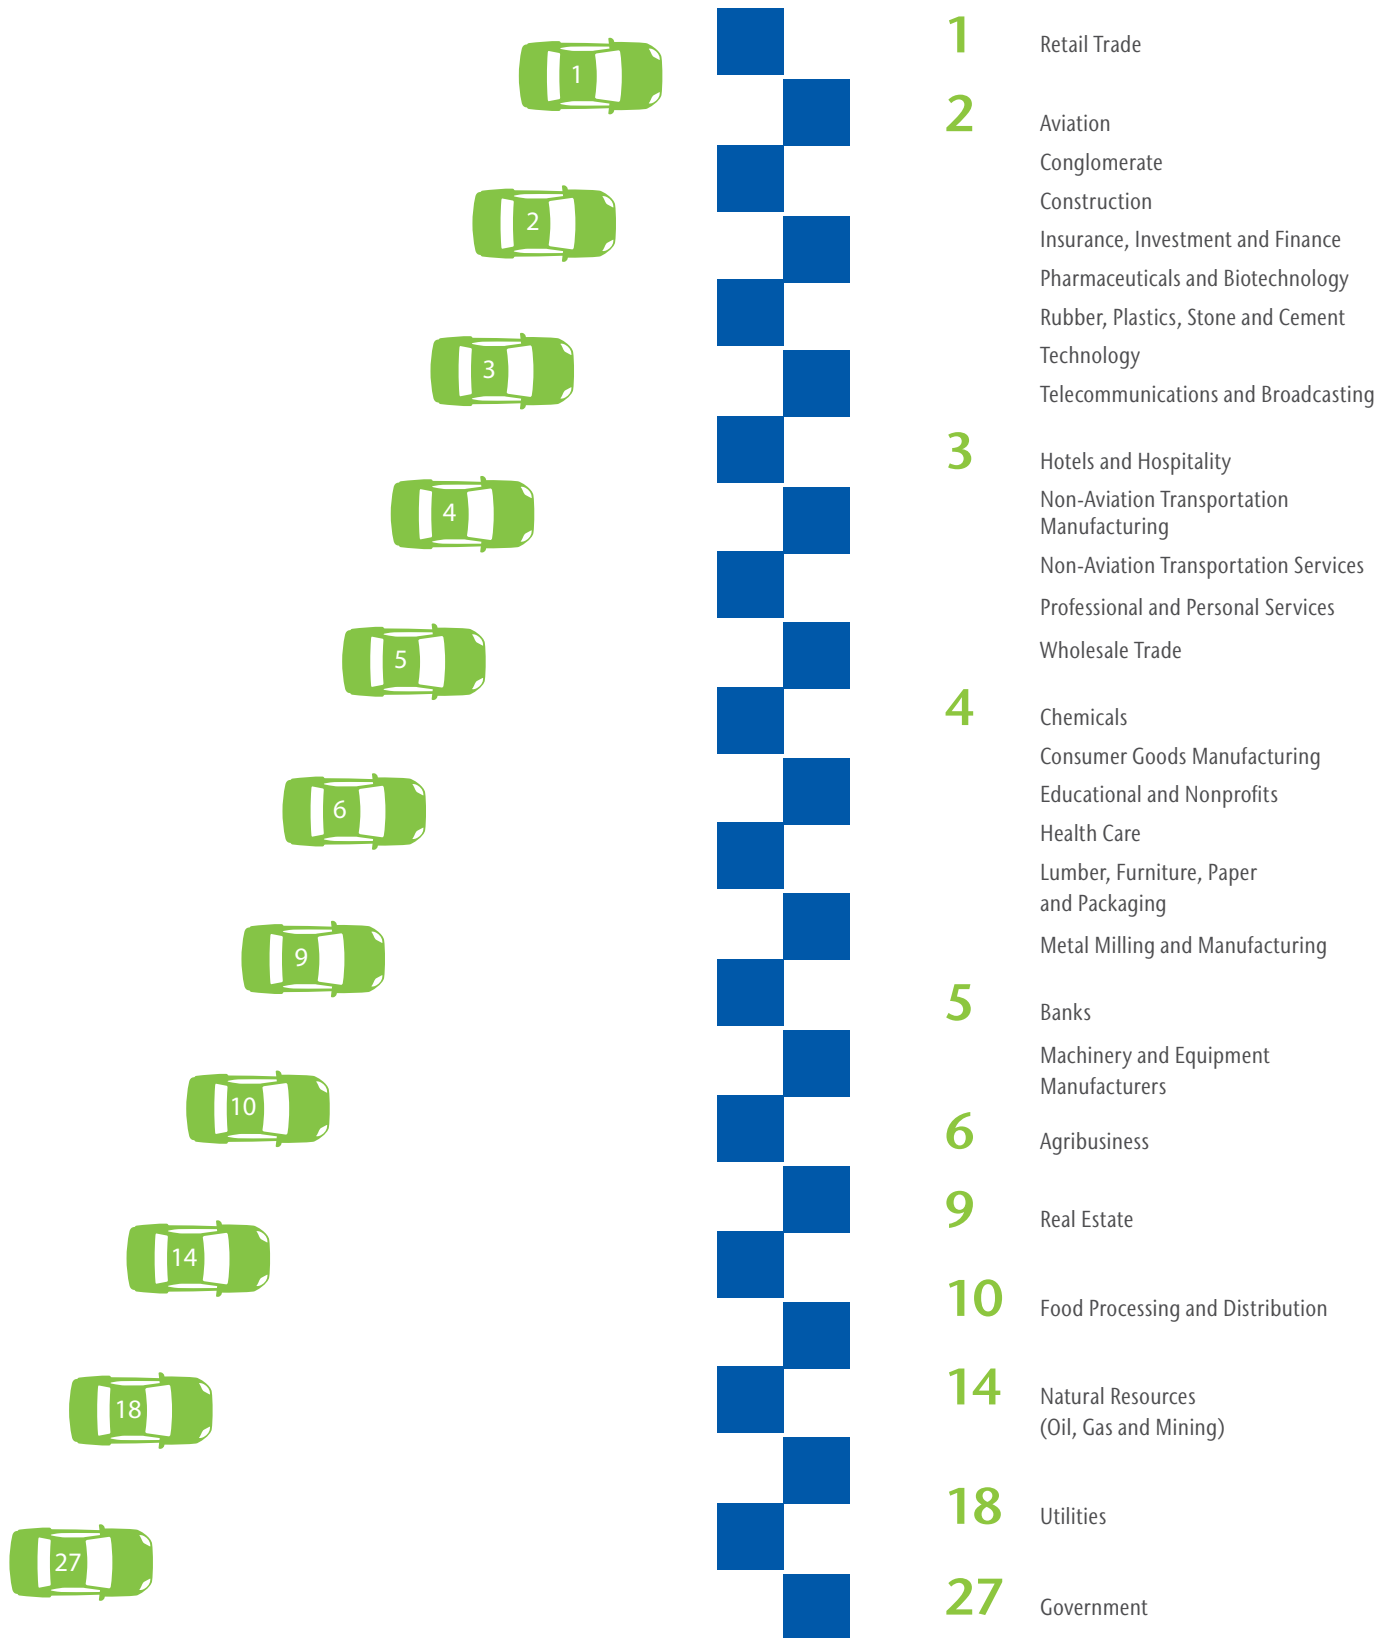 1
2
3
4
5
6
9
10
14
18
27
1 Retail Trade
2 Aviation
Conglomerate
Construction
Insurance, Investment and Finance
Pharmaceuticals and Biotechnology
Rubber, Plastics, Stone and Cement
Technology
Telecommunications and Broadcasting
3 Hotels and Hospitality
Non-Aviation Transportation
Manufacturing
Non-Aviation Transportation Services
Professional and Personal Services
Wholesale Trade
4 Chemicals
Consumer Goods Manufacturing
Educational and Nonprofits
Health Care
Lumber, Furniture, Paper
and Packaging
Metal Milling and Manufacturing
5 Banks
Machinery and Equipment
Manufacturers
6 Agribusiness
9 Real Estate
10 Food Processing and Distribution
14 Natural Resources
(Oil, Gas and Mining)
18 Utilities
27 Government